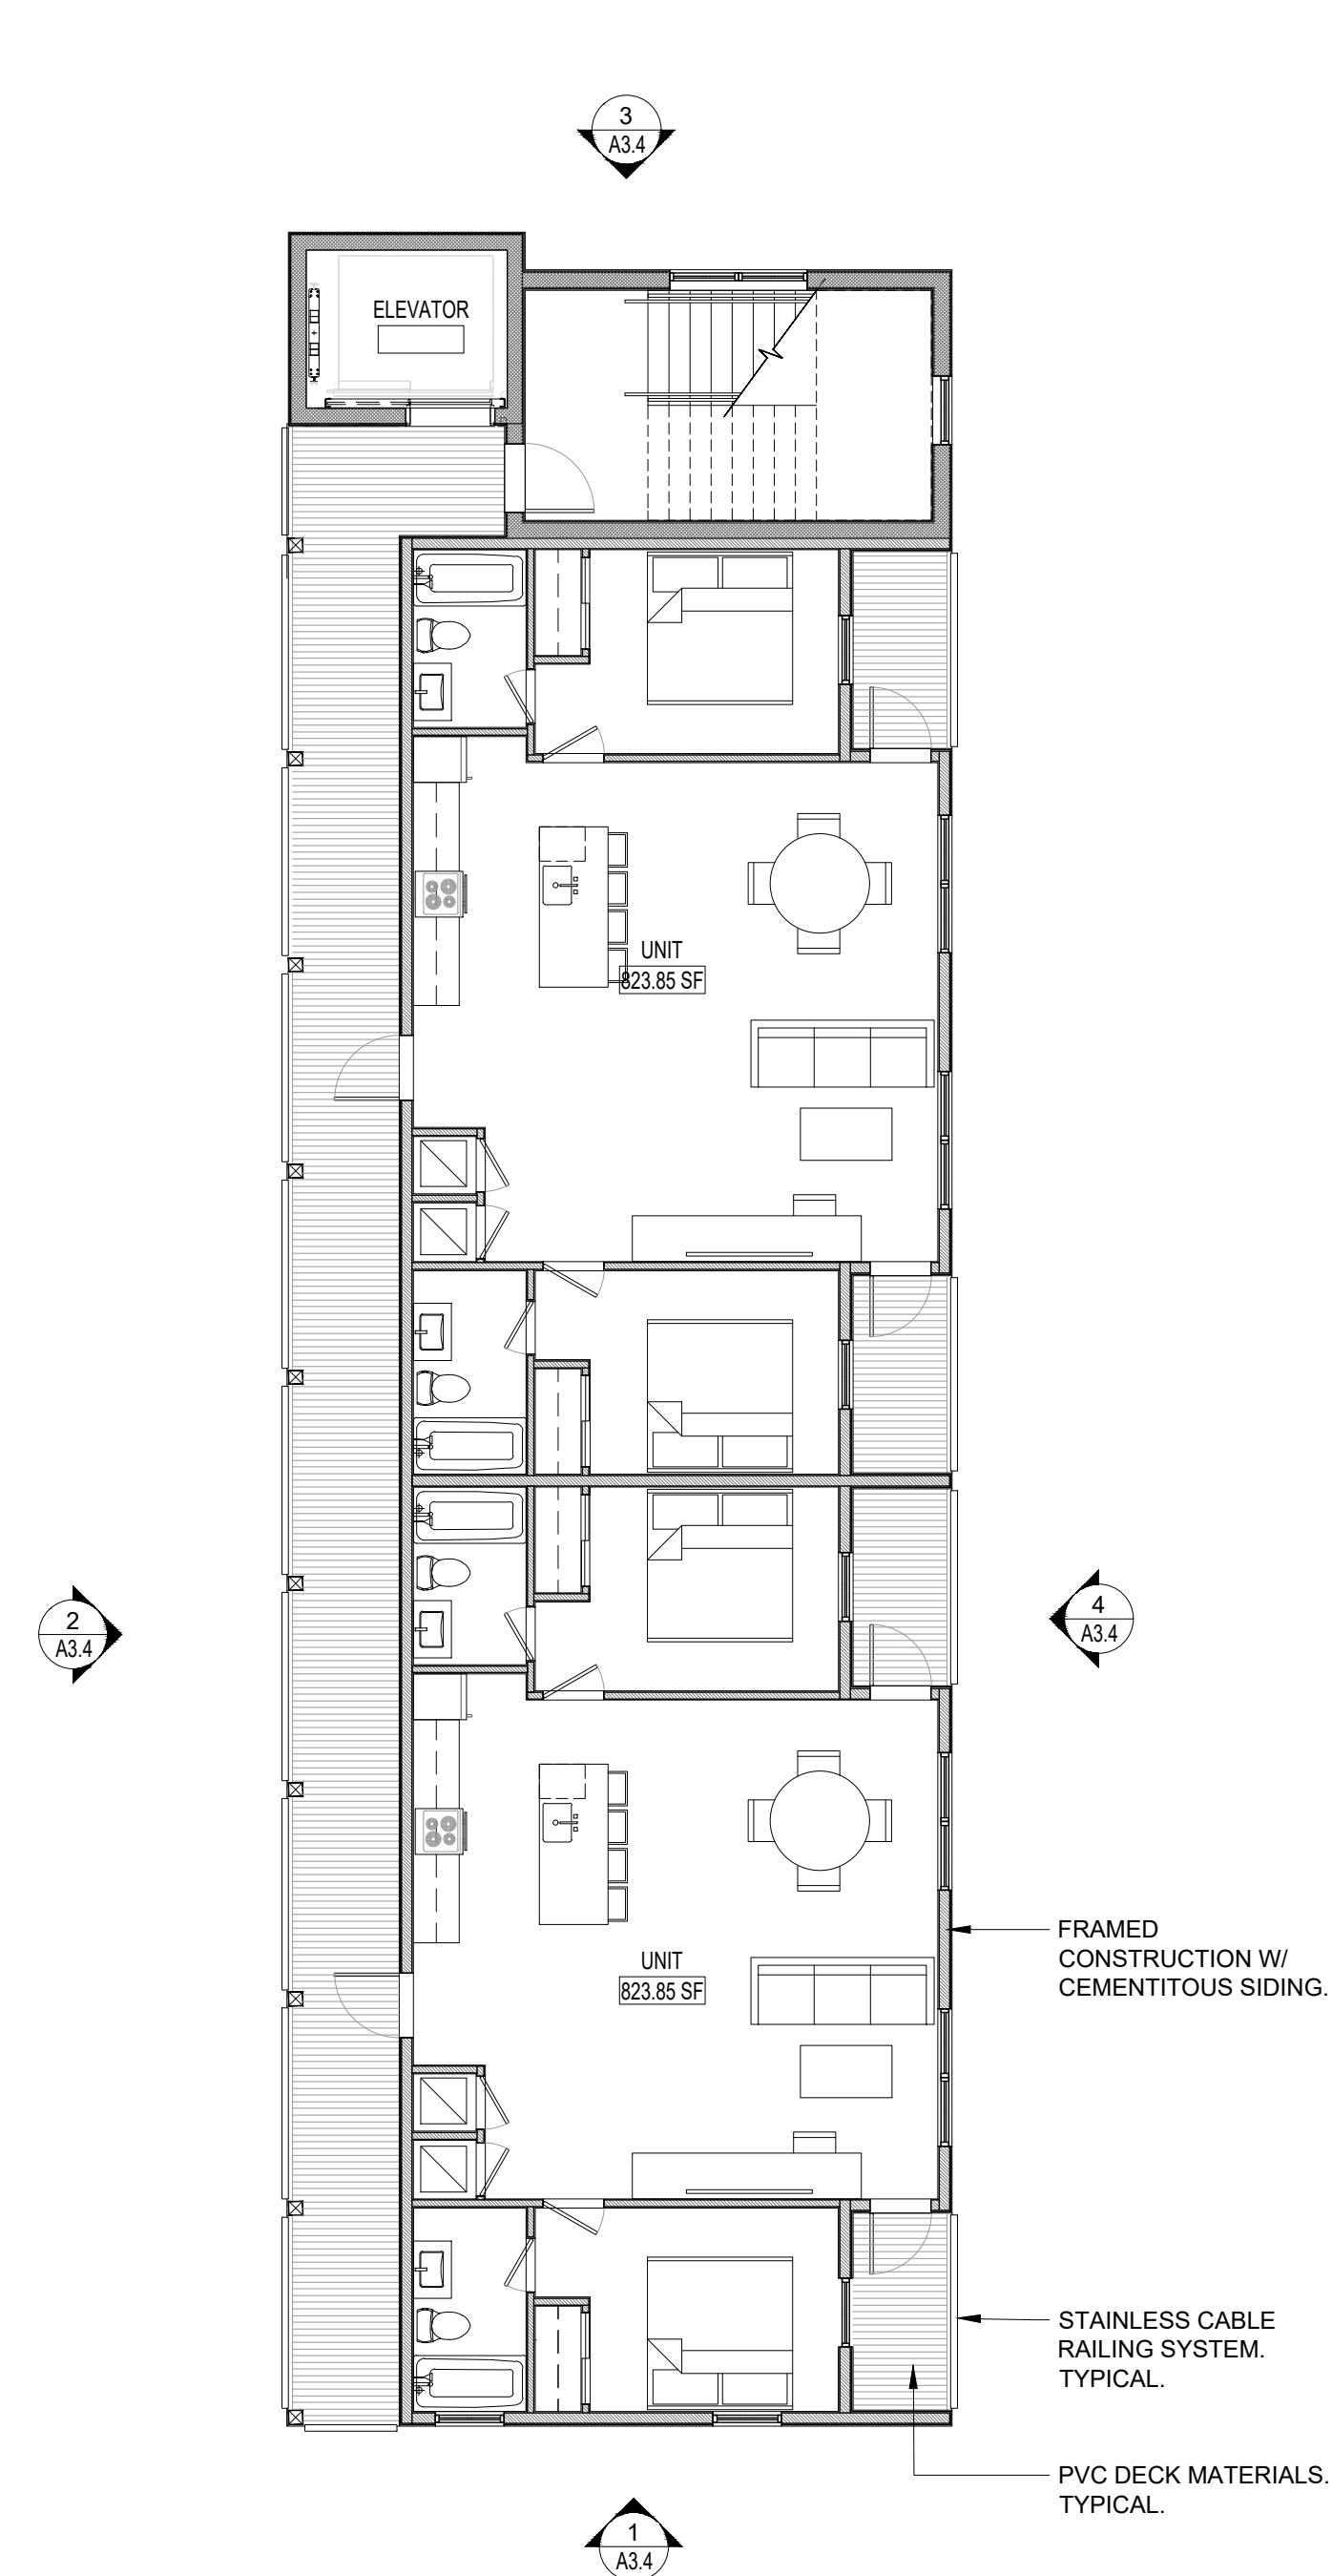 3
A3.4
ELEVATOR
UNIT
823.85 SF
2
A3.4
4
A3.4
FRAMED
CONSTRUCTION W/
CEMENTITOUS SIDING.
UNIT
823.85 SF
STAINLESS CABLE
RAILING SYSTEM.
TYPICAL.
PVC DECK MATERIALS.
TYPICAL.
1
A3.4